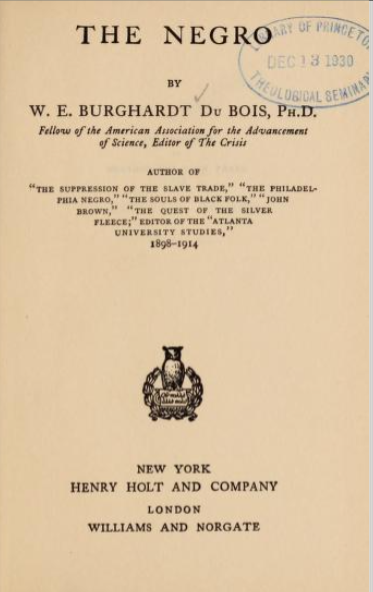 THE NEGRO
LIBRARY OF PRINCETON
DEC 13 1930
THEOLOGICAL SEMINARY
BY
W. E. BURGHARDT DU BOIS, PH.D.
Fellow of the American Association for the Advancement
of Science, Editor of The Crisis
AUTHOR OF
"THE SUPPRESSION OF THE SLAVE TRADE," "THE PHILADEL-
PHIA NEGRO," "THE SOULS OF BLACK FOLK," "JOHN
BROWN," "THE QUEST OF THE SILVER
FLEECE;" EDITOR OF THE "ATLANTA
UNIVERSITY STUDIES,"
1898-1914
NEW YORK
HENRY HOLT AND COMPANY
LONDON
WILLIAMS AND NORGATE